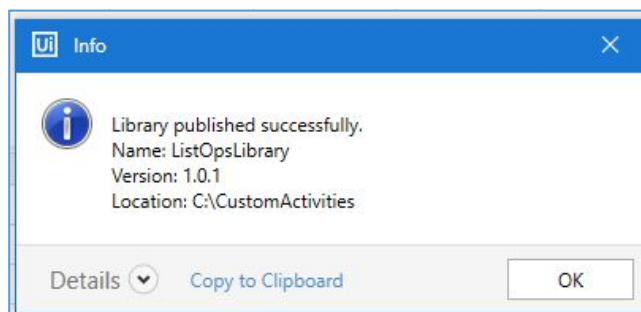 Ui Info
Library published successfully.
Name: ListOpsLibrary
Version: 1.0.1
Location: C:\CustomActivities
Details Copy to Clipboard OK